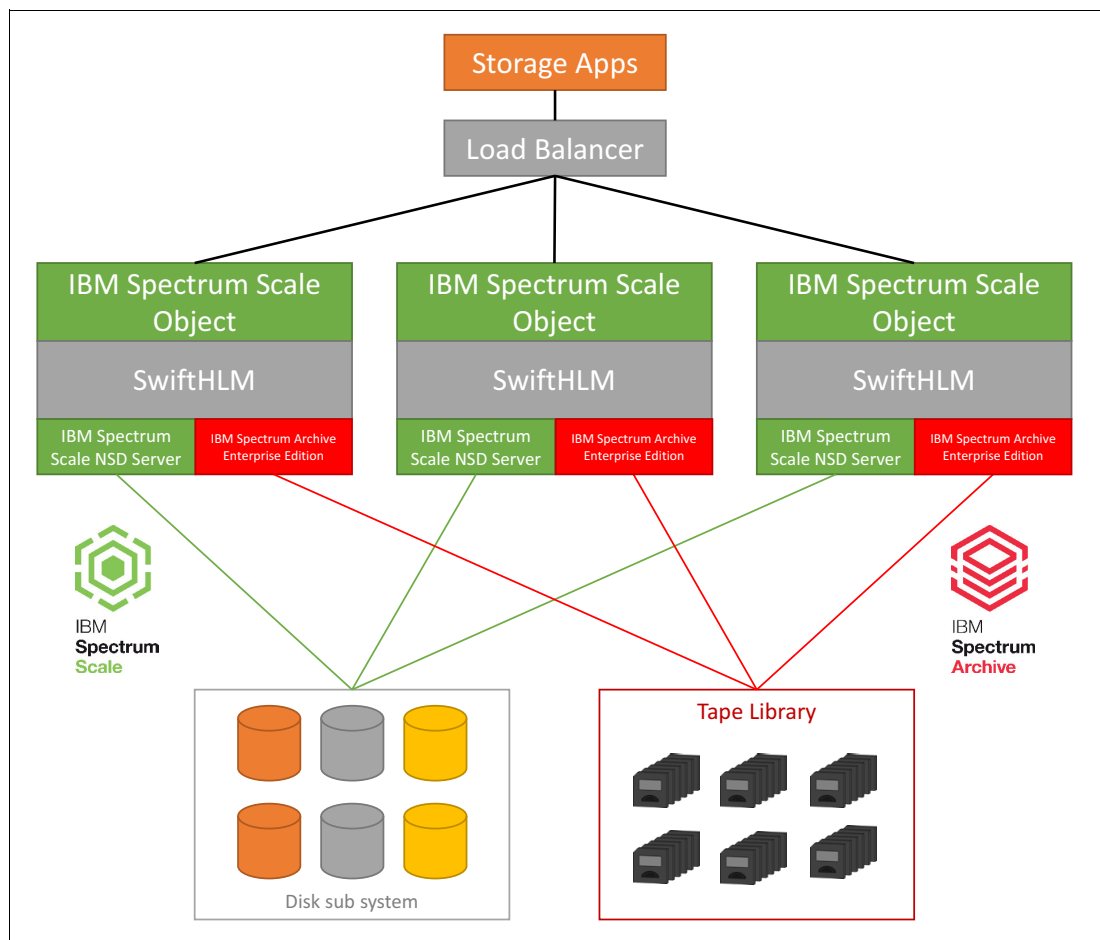 Storage Apps
Load Balancer
IBM Spectrum Scale
Object
IBM Spectrum Scale
Object
IBM Spectrum Scale
Object
SwiftHLM
SwiftHLM
SwiftHLM
IBM Spectrum
Scale NSD Server
IBM Spectrum Archive
Enterprise Edition
IBM Spectrum
Scale NSD Server
IBM Spectrum Archive
Enterprise Edition
IBM Spectrum
Scale NSD Server
IBM Spectrum Archive
Enterprise Edition
IBM
Spectrum
Scale
IBM
Spectrum
Archive
Tape Library
Disk sub system